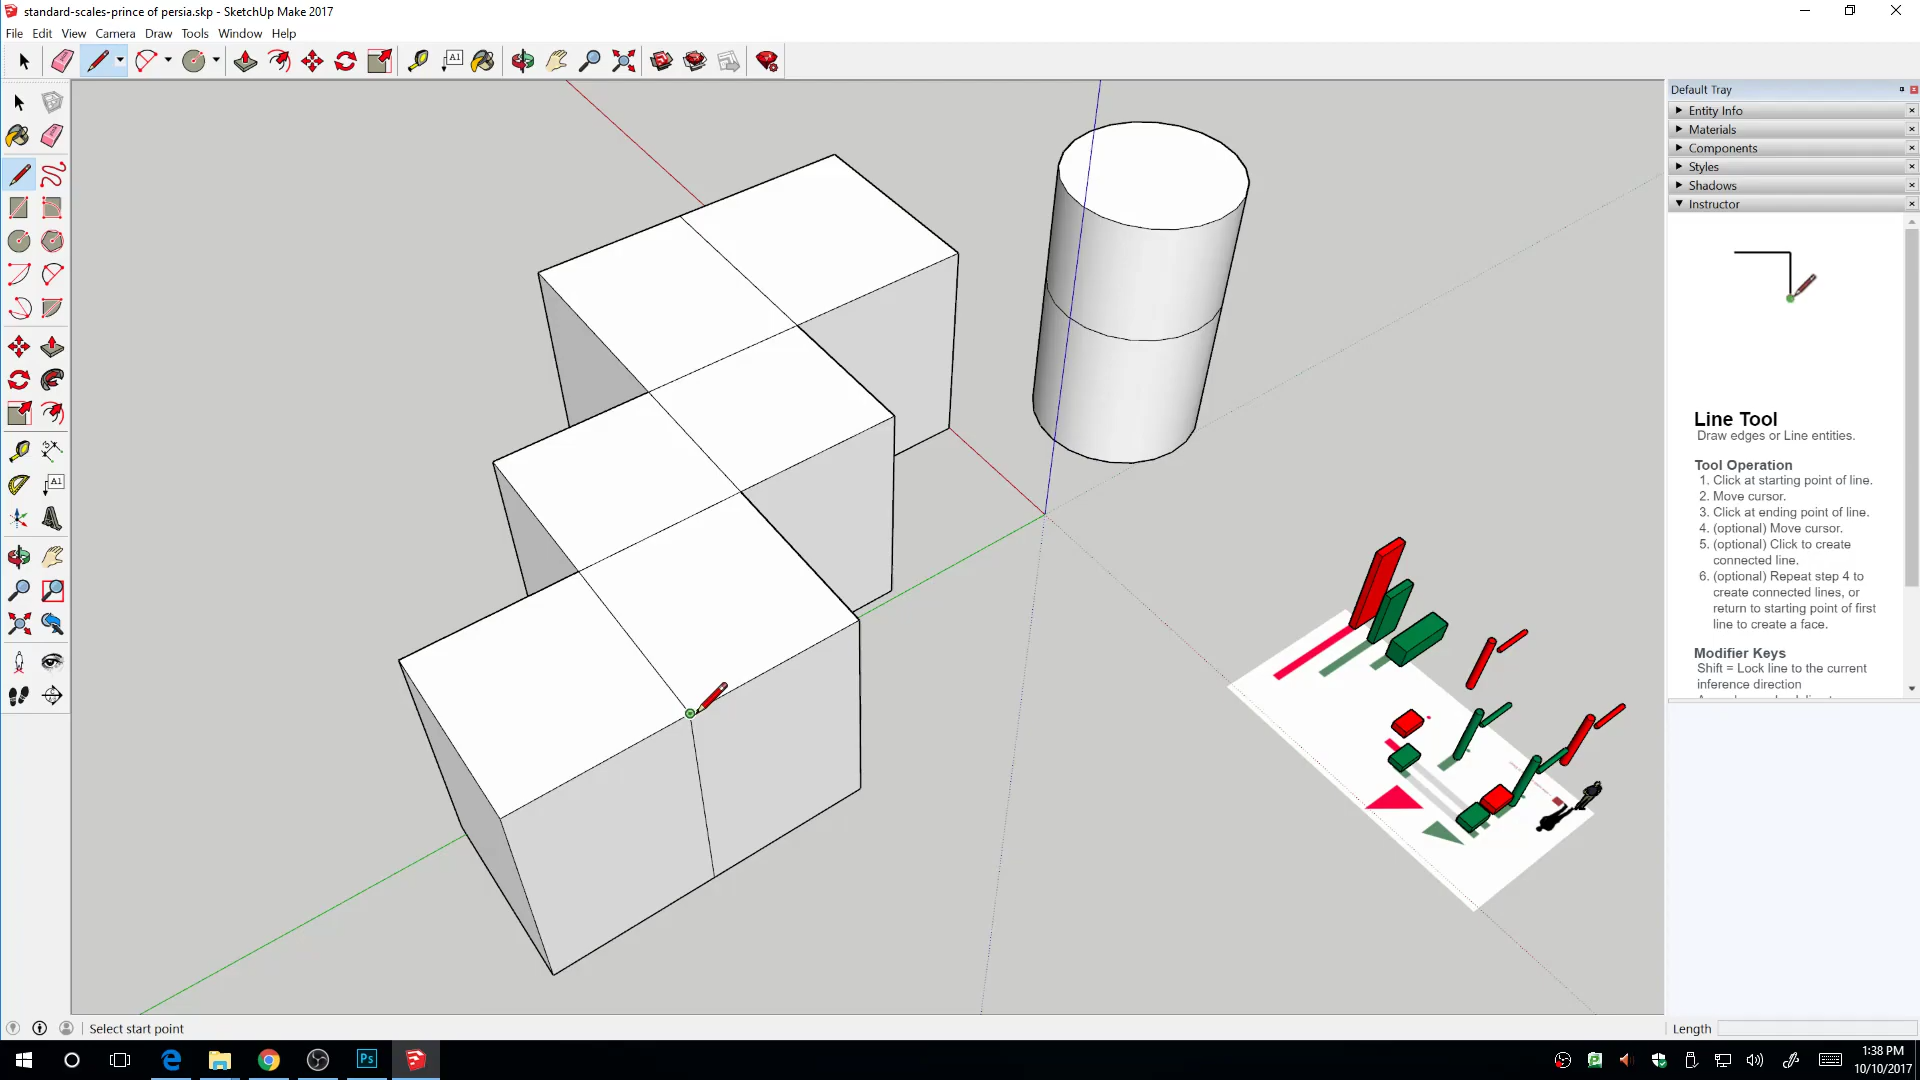 standard-scales-prince of persia.skp - SketchUp Make 2017
File Edit View Camera Draw Tools Window Help
A1
Default Tray
Entity Info
Materials
Components
Styles
Shadows
Instructor
A1
Line Tool
Draw edges or Line entities.
Tool Operation
1. Click at starting point of line.
2. Move cursor.
3. Click at ending point of line.
4. (optional) Move cursor.
5. (optional) Click to create
connected line.
6. (optional) Repeat step 4 to
create connected lines, or
return to starting point of first
line to create a face.
Modifier Keys
Shift = Lock line to the current
inference direction
Select start point
Length
Ps
1:38 PM
10/10/2017